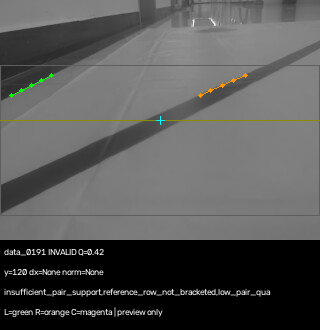 data_0191 INVALID Q=0.42
y=120 dx=None norm=None
insufficient_pair_support,reference_row_not_bracketed,low_pair_qua
L=green R=orange C=magenta | preview only